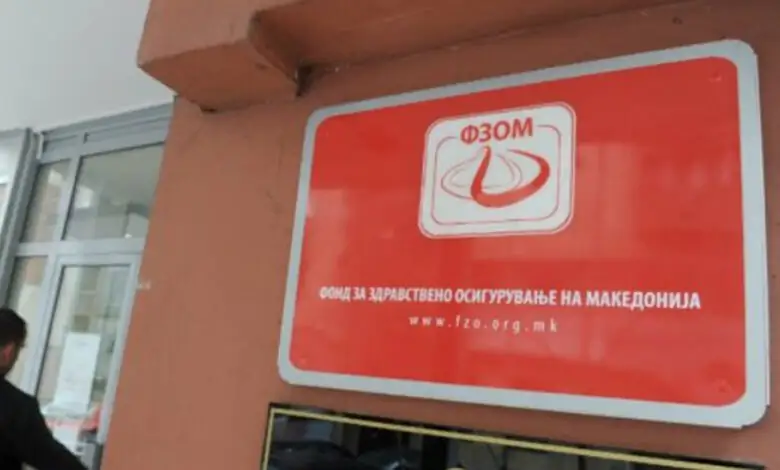 ФЗОМ
ФОНД ЗА ЗДРАВСТВЕНО ОСИГУРУВАЊЕ НА МАКЕДОНИЈА
www.fzo.org.mk